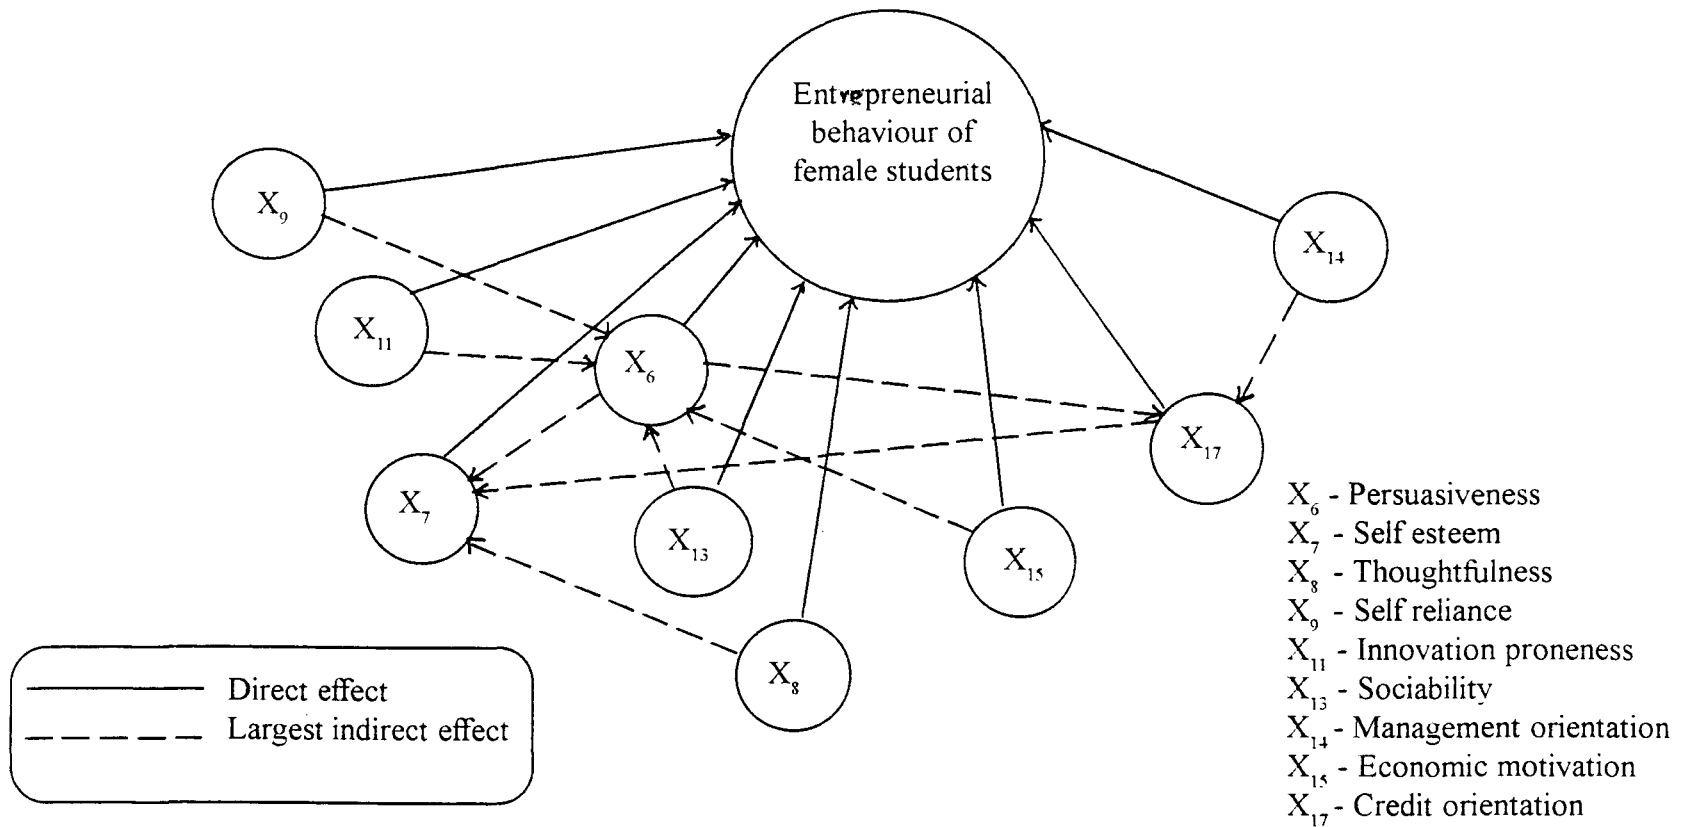 Entrepreneurial
behaviour of
female students
X₉
X₁₄
X₁₁
X₆
X₁₇
X₇
X₁₃
X₁₅
X₈
X₆ - Persuasiveness
X₇ - Self esteem
X₈ - Thoughtfulness
X₉ - Self reliance
X₁₁ - Innovation proneness
X₁₃ - Sociability
X₁₄ - Management orientation
X₁₅ - Economic motivation
X₁₇ - Credit orientation
Direct effect
Largest indirect effect